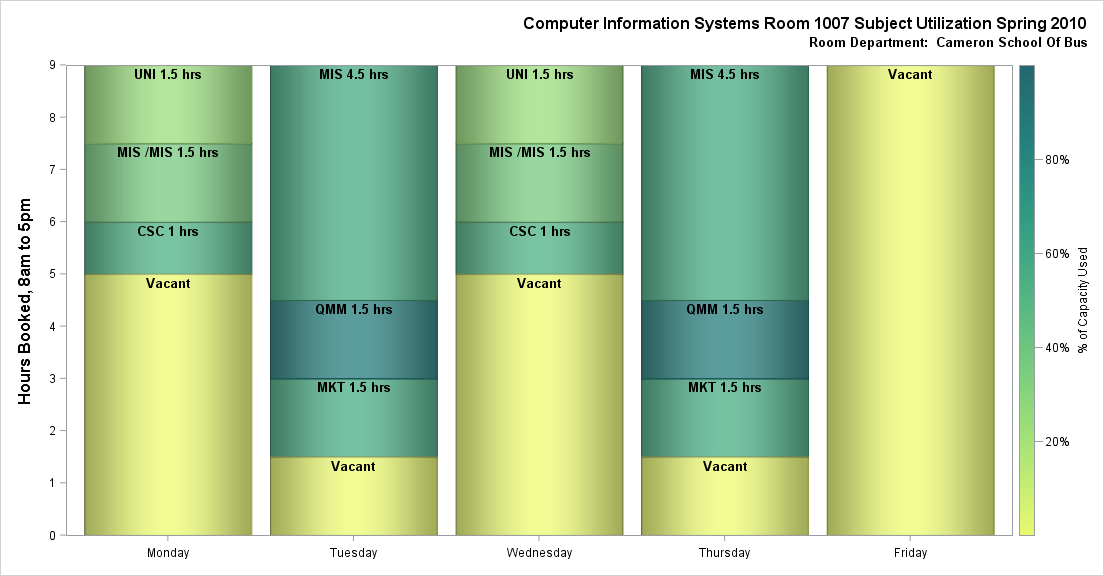 Computer Information Systems Room 1007 Subject Utilization Spring 2010
Room Department:  Cameron School Of Bus
Hours Booked, 8am to 5pm
9
8
7
6
5
4
3
2
1
0
UNI 1.5 hrs
MIS /MIS 1.5 hrs
CSC 1 hrs
Vacant
MIS 4.5 hrs
QMM 1.5 hrs
MKT 1.5 hrs
Vacant
UNI 1.5 hrs
MIS /MIS 1.5 hrs
CSC 1 hrs
Vacant
MIS 4.5 hrs
QMM 1.5 hrs
MKT 1.5 hrs
Vacant
Vacant
Monday
Tuesday
Wednesday
Thursday
Friday
80%
60%
40%
20%
% of Capacity Used